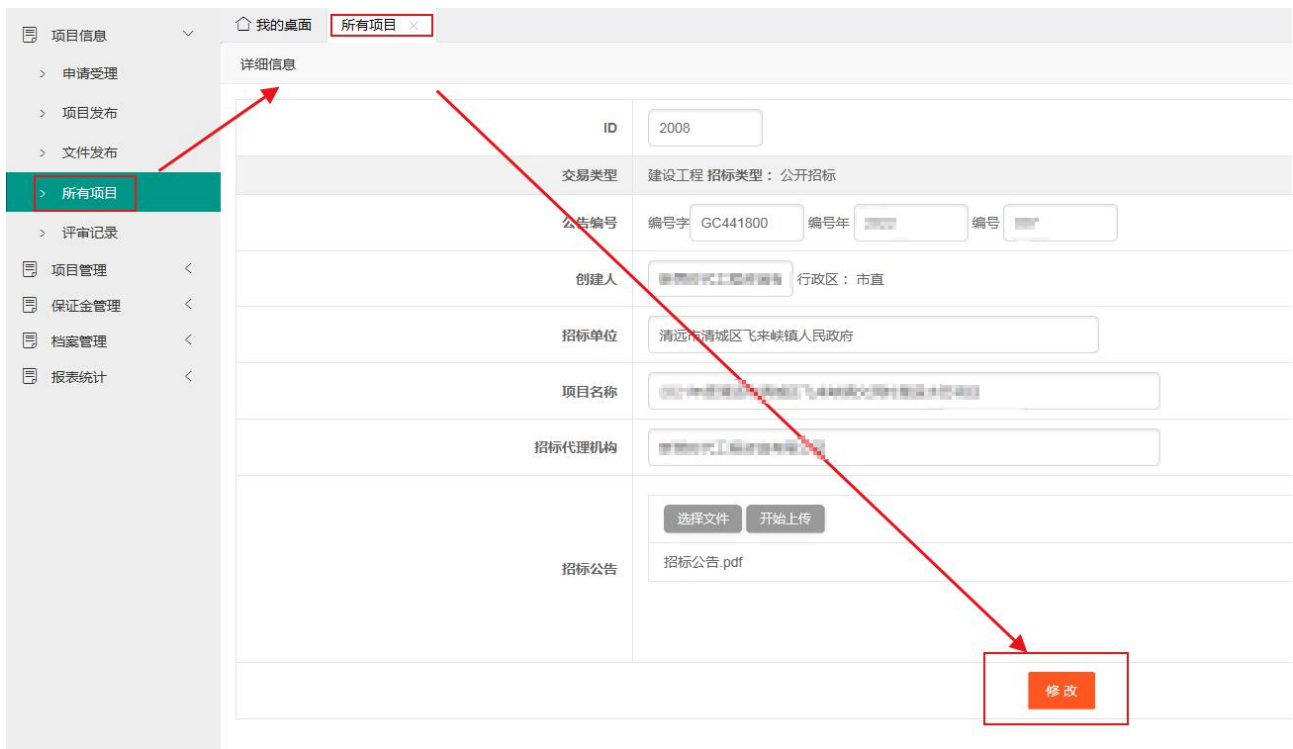 项目信息
申请受理
项目发布
文件发布
所有项目
评审记录
项目管理
保证金管理
档案管理
报表统计
我的桌面 所有项目
详细信息
ID 2008
交易类型 建设工程 招标类型： 公开招标
公告编号 编号字 GC441800 编号年 编号
创建人 行政区： 市直
招标单位 清远市清城区飞来峡镇人民政府
项目名称
招标代理机构
选择文件 开始上传
招标公告 招标公告.pdf
修 改